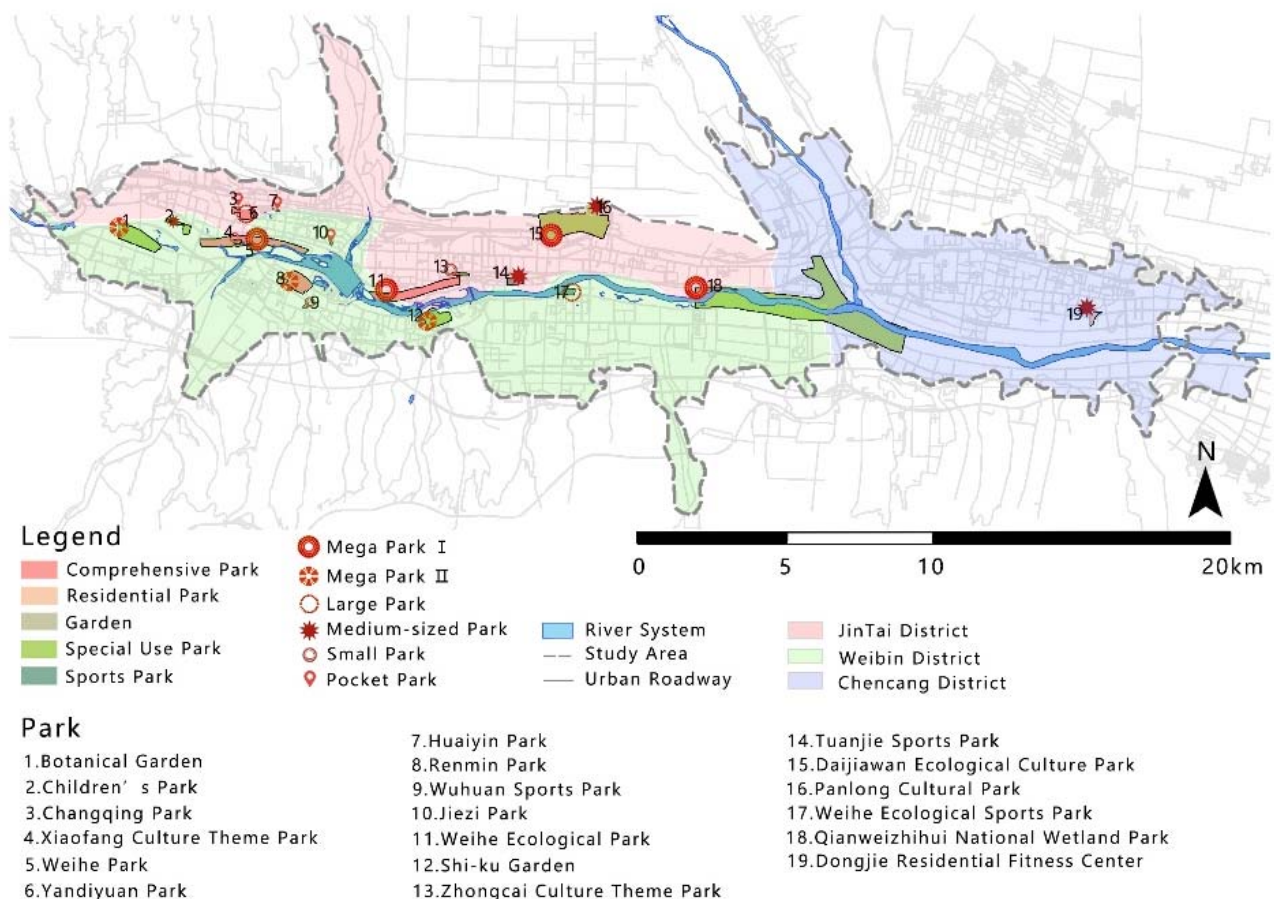 3
7
6
1
2
4
5
10
8
9
11
12
13
14
15
16
17
18
19
N
0
5
10
20km
Legend
Comprehensive Park
Residential Park
Garden
Special Use Park
Sports Park
Mega Park Ⅰ
Mega Park Ⅱ
Large Park
Medium-sized Park
Small Park
Pocket Park
River System
Study Area
Urban Roadway
JinTai District
Weibin District
Chencang District
Park
1.Botanical Garden
2.Children’s Park
3.Changqing Park
4.Xiaofang Culture Theme Park
5.Weihe Park
6.Yandiyuan Park
7.Huaiyin Park
8.Renmin Park
9.Wuhuan Sports Park
10.Jiezi Park
11.Weihe Ecological Park
12.Shi-ku Garden
13.Zhongcai Culture Theme Park
14.Tuanjie Sports Park
15.Daijiawan Ecological Culture Park
16.Panlong Cultural Park
17.Weihe Ecological Sports Park
18.Qianweizhihui National Wetland Park
19.Dongjie Residential Fitness Center